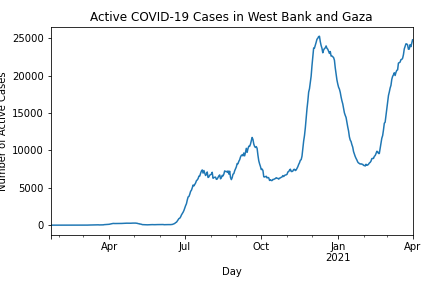 Active COVID-19 Cases in West Bank and Gaza
Number of Active Cases
25000
20000
15000
10000
5000
0
Apr
Jul
Oct
Jan
2021
Apr
Day